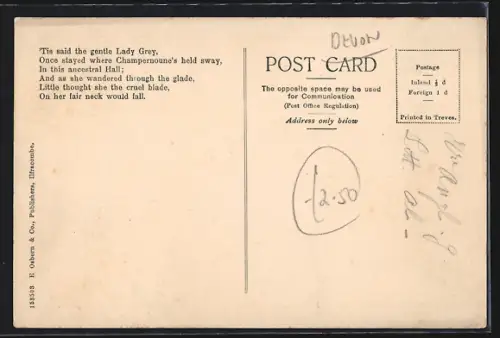 'Tis said the gentle Lady Grey,
Once stayed where Champernoune's held sway,
In this ancestral Hall;
And as she wandered through the glade,
Little thought she the cruel blade,
On her fair neck would fall.
153598 E Osborn & Co., Publishers, Ilfracombe.
DEVON
POST CARD
The opposite space may be used
for Communication
(Post Office Regulation)
Address only below
Postage
Inland ½ d
Foreign 1 d
Printed in Treves.
2.50